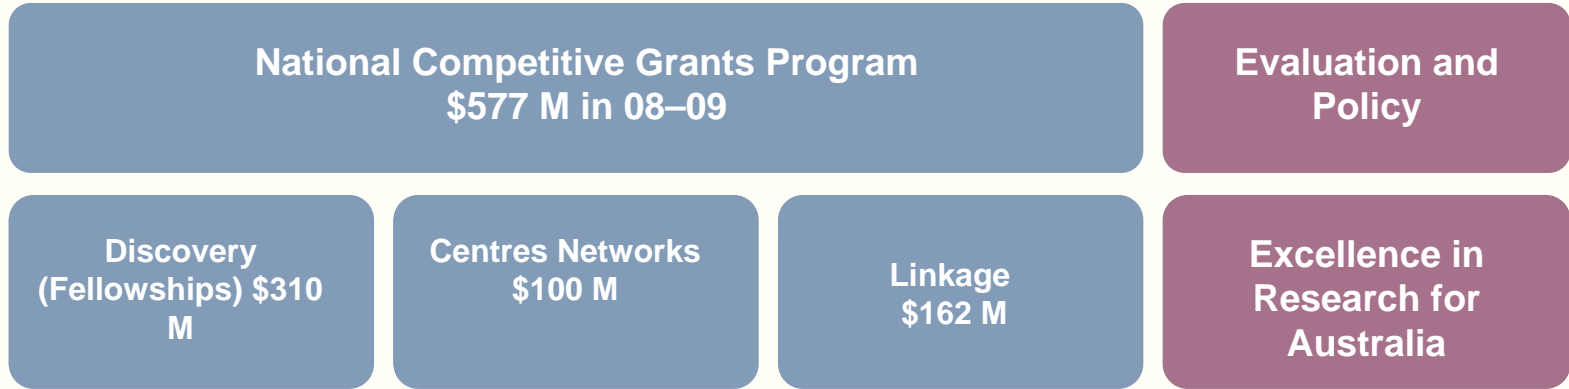 National Competitive Grants Program
$577 M in 08–09
Evaluation and
Policy
Discovery
(Fellowships) $310
M
Centres Networks
$100 M
Linkage
$162 M
Excellence in
Research for
Australia